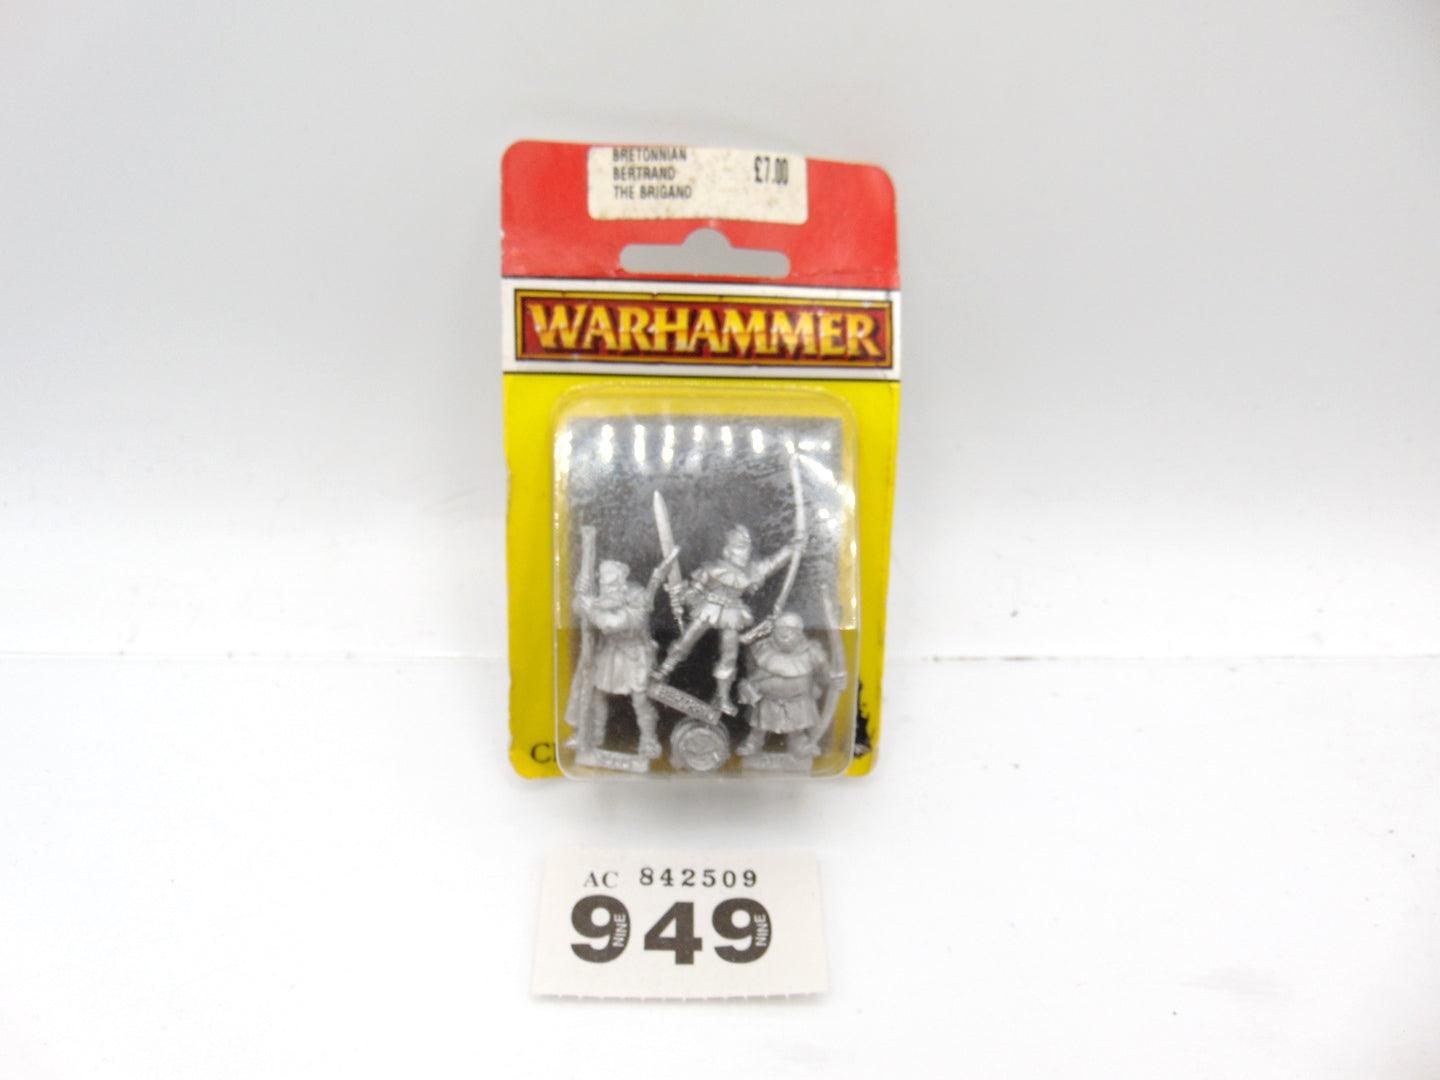 BRETONNIAN
BERTRAND
THE BRIGAND
£7.00
WARHAMMER
AC 842509
949
NINE
NINE